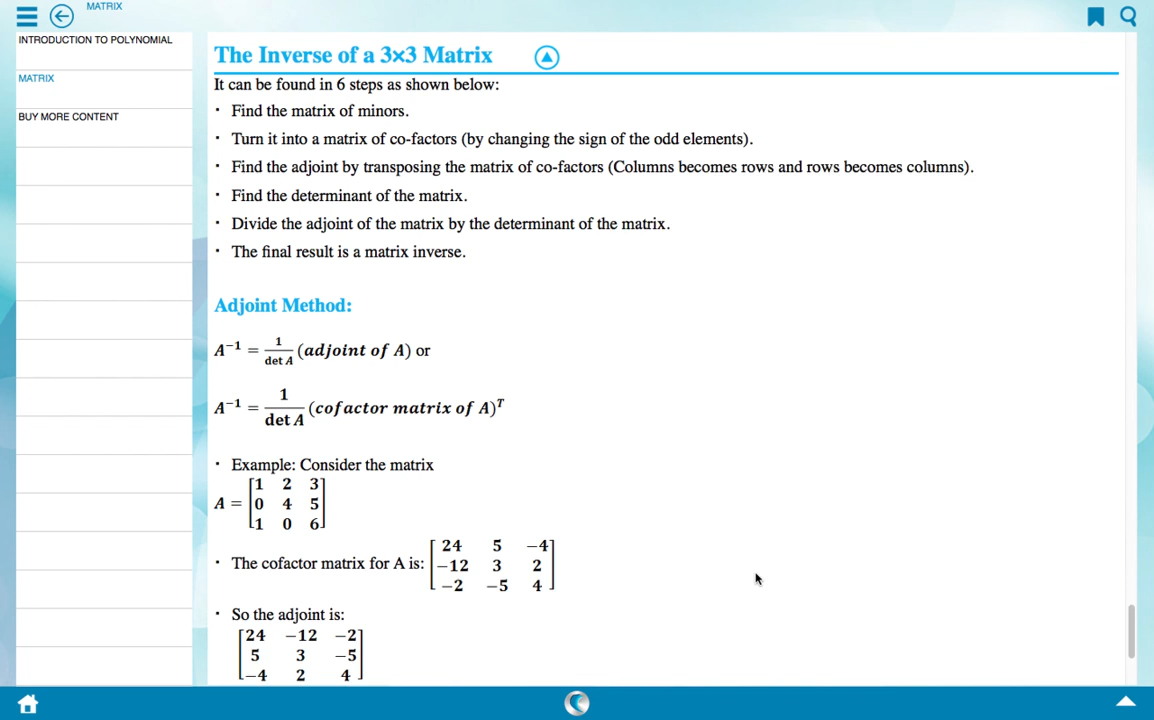 MATRIX
INTRODUCTION TO POLYNOMIAL
MATRIX
BUY MORE CONTENT
The Inverse of a 3×3 Matrix
It can be found in 6 steps as shown below:
· Find the matrix of minors.
· Turn it into a matrix of co-factors (by changing the sign of the odd elements).
· Find the adjoint by transposing the matrix of co-factors (Columns becomes rows and rows becomes columns).
· Find the determinant of the matrix.
· Divide the adjoint of the matrix by the determinant of the matrix.
· The final result is a matrix inverse.
Adjoint Method:
A⁻¹ = 1/det A (adjoint of A) or
A⁻¹ = 1/det A (cofactor matrix of A)ᵀ
· Example: Consider the matrix
A = [1 2 3
0 4 5
1 0 6]
· The cofactor matrix for A is: [24 5 −4
−12 3 2
−2 −5 4]
· So the adjoint is:
[24 −12 −2
5 3 −5
−4 2 4]